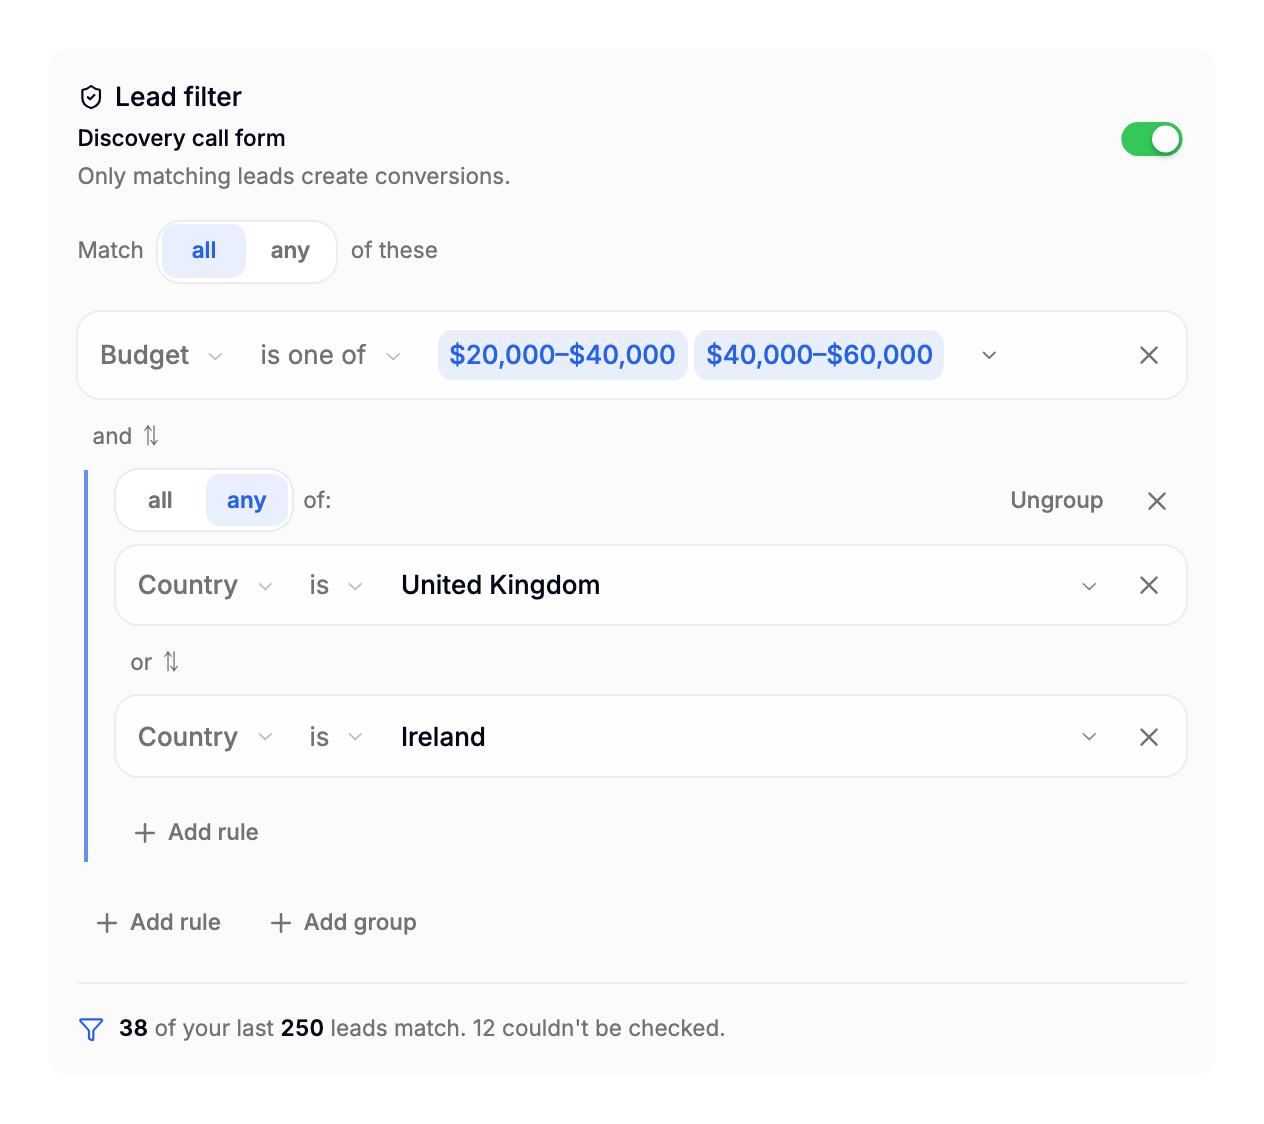 Lead filter
Discovery call form
Only matching leads create conversions.
Match all any of these
Budget is one of $20,000–$40,000 $40,000–$60,000
and
all any of: Ungroup
Country is United Kingdom
or
Country is Ireland
Add rule
Add rule Add group
38 of your last 250 leads match. 12 couldn't be checked.